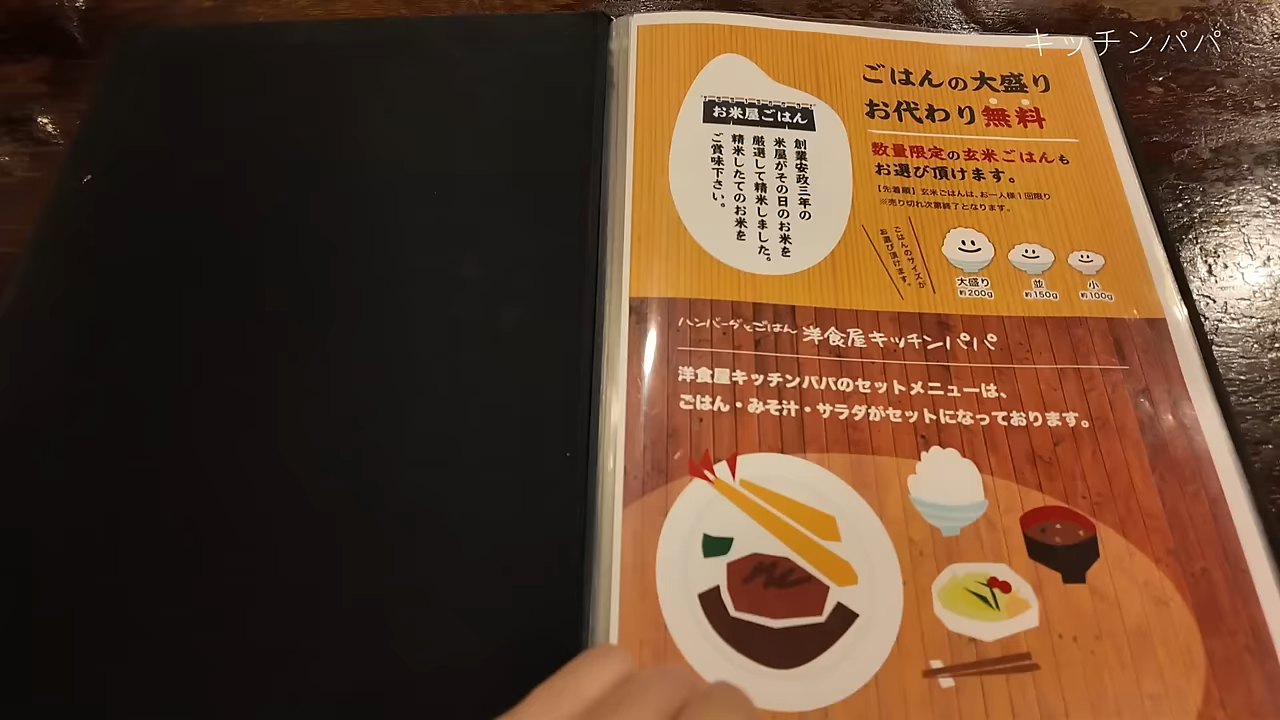 キッチンパパ
ごはんの大盛り
お代わり無料
数量限定の玄米ごはんも
お選び頂けます。
【先着順】玄米ごはんは、お一人様1回限り
※売り切れ次第終了となります。
お米屋ごはん
創業安政三年の
米屋がその日のお米を
厳選して精米しました。
精米したてのお米を
ご賞味下さい。
ごはんのサイズが
お選び頂けます。
大盛り
約200g
並
約150g
小
約100g
ハンバーグとごはん 洋食屋キッチンパパ
洋食屋キッチンパパのセットメニューは、
ごはん・みそ汁・サラダがセットになっております。